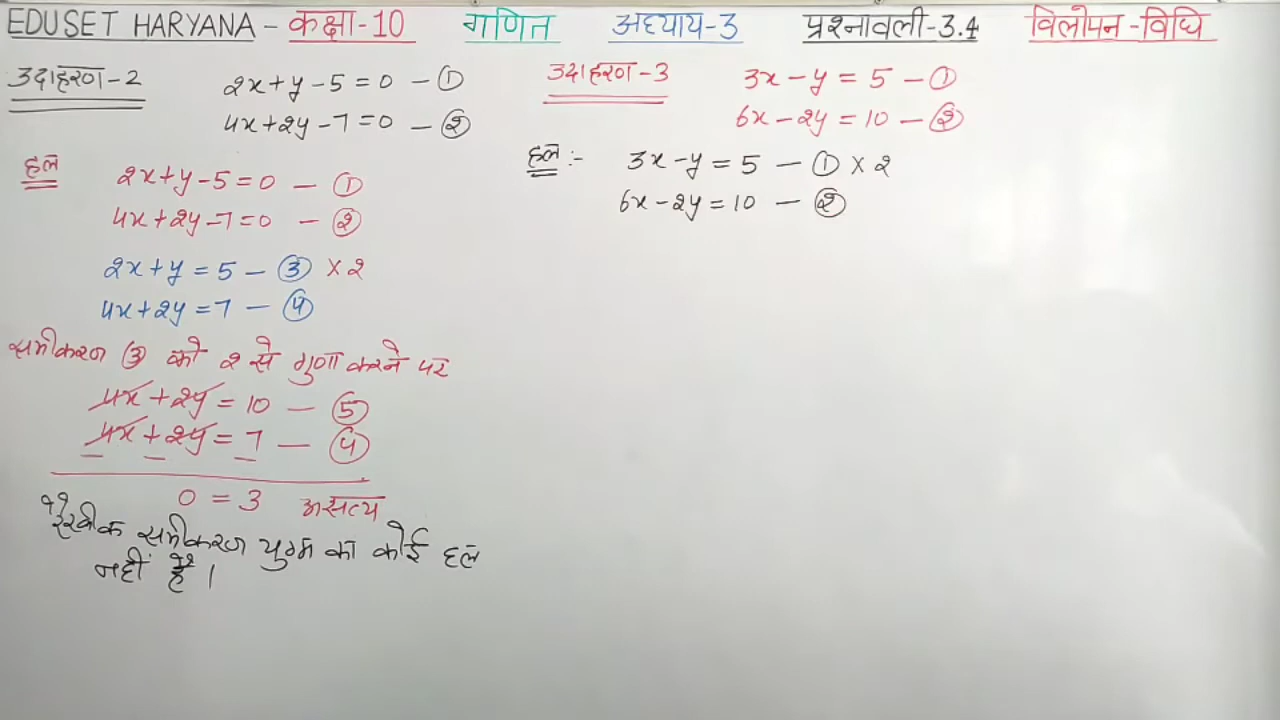 EDUSET HARYANA - कक्षा-10 गणित अध्याय-3 प्रश्नावली-3.4 विलोपन-विधि
उदाहरण-2 2x+y-5=0 - ①
4x+2y-7=0 - ②
हल
2x+y-5=0 - ①
4x+2y-7=0 - ②
2x+y=5 - ③ ×2
4x+2y=7 - ④
समीकरण ③ को 2 से गुणा करने पर
4x+2y=10 - ⑤
4x+2y=7 - ④
0=3 असत्य
रैखीक समीकरण युग्म का कोई हल
नहीं है।
उदाहरण-3 3x-y=5 - ①
6x-2y=10 - ②
हल :- 3x-y=5 - ① ×2
6x-2y=10 - ②